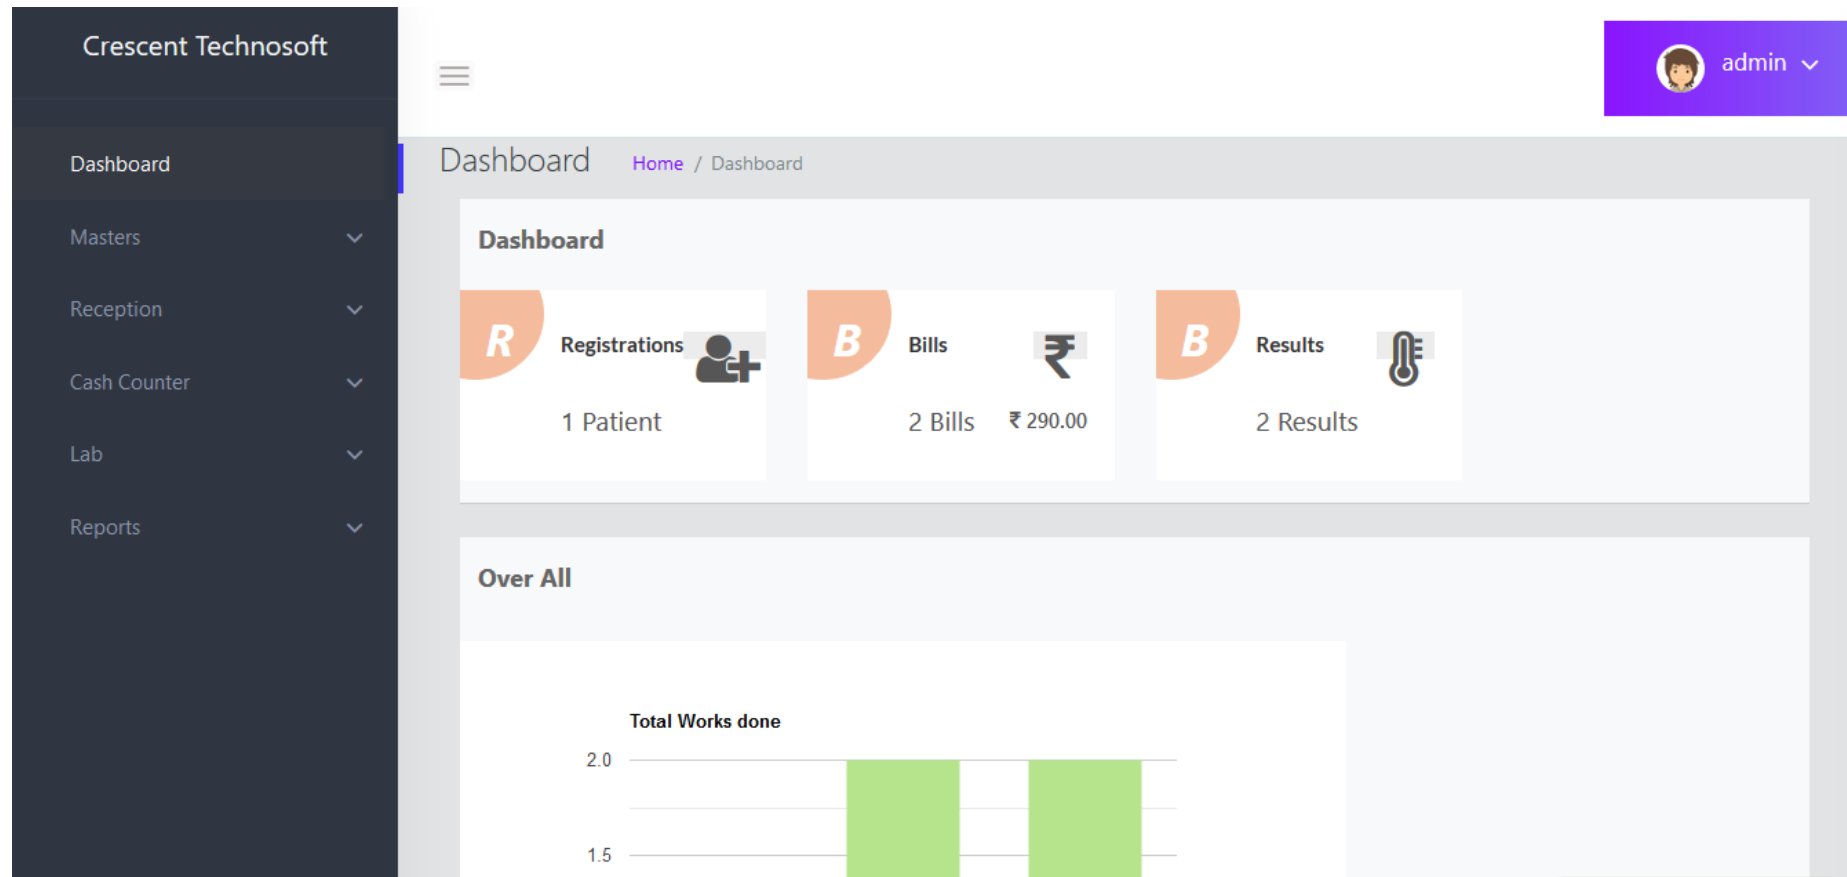 Crescent Technosoft
admin
Dashboard
Masters
Reception
Cash Counter
Lab
Reports
Dashboard Home / Dashboard
Dashboard
R Registrations
1 Patient
B Bills ₹
2 Bills ₹ 290.00
B Results
2 Results
Over All
Total Works done
2.0
1.5